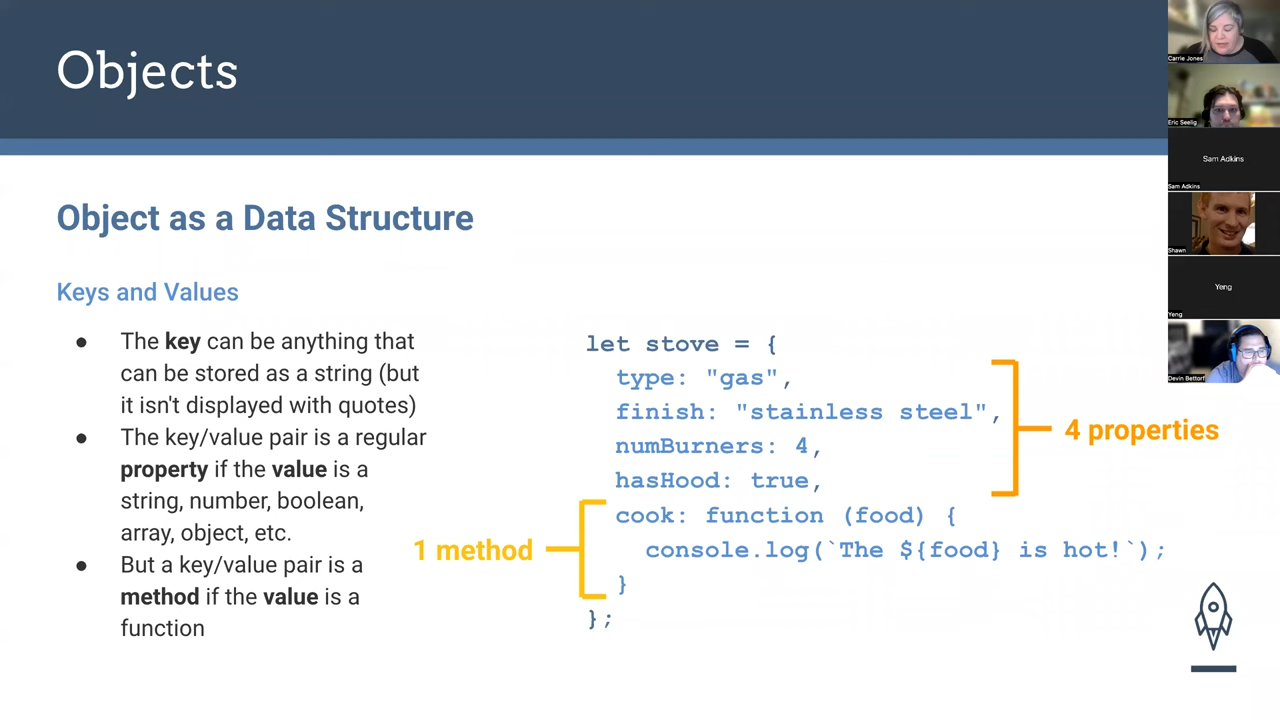 Objects
Object as a Data Structure
Keys and Values
● The key can be anything that
can be stored as a string (but
it isn't displayed with quotes)
● The key/value pair is a regular
property if the value is a
string, number, boolean,
array, object, etc.
● But a key/value pair is a
method if the value is a
function
let stove = {
type: "gas",
finish: "stainless steel",
numBurners: 4,
hasHood: true,
cook: function (food) {
console.log(`The ${food} is hot!`);
}
};
4 properties
1 method
Carrie Jones
Eric Seelig
Sam Adkins
Sam Adkins
Shawn
Yeng
Yeng
Devin Bettorf